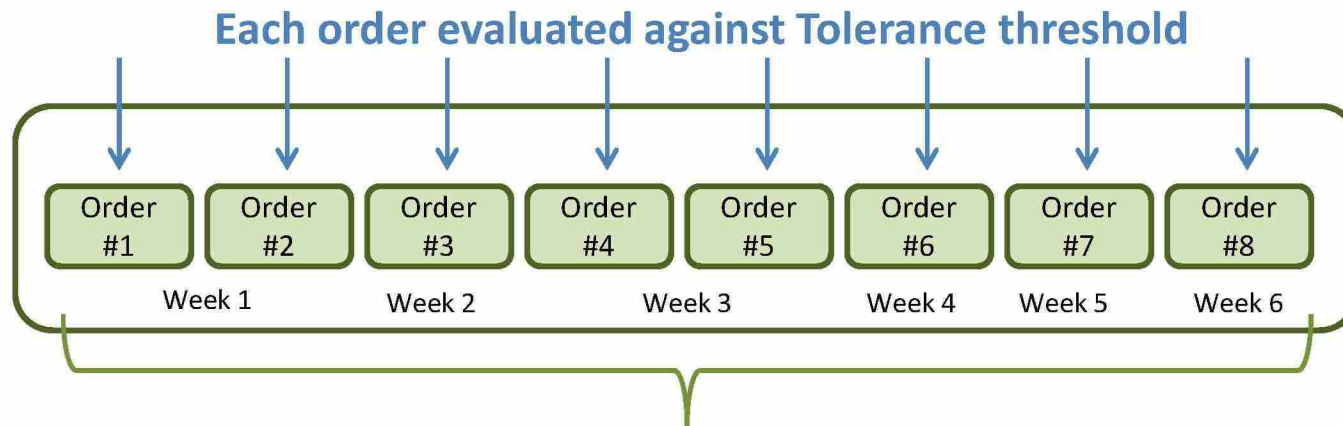 Each order evaluated against Tolerance threshold
Order #1
Order #2
Order #3
Order #4
Order #5
Order #6
Order #7
Order #8
Week 1
Week 2
Week 3
Week 4
Week 5
Week 6